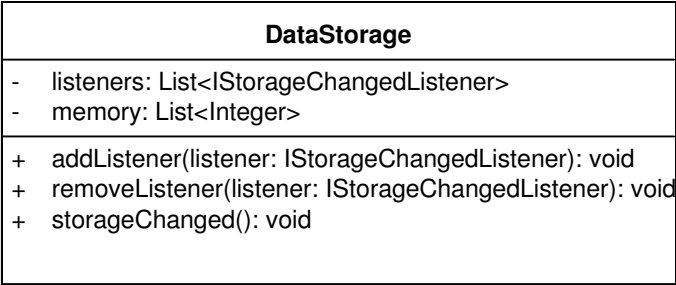 DataStorage
- listeners: List<IStorageChangedListener>
- memory: List<Integer>
+ addListener(listener: IStorageChangedListener): void
+ removeListener(listener: IStorageChangedListener): void
+ storageChanged(): void